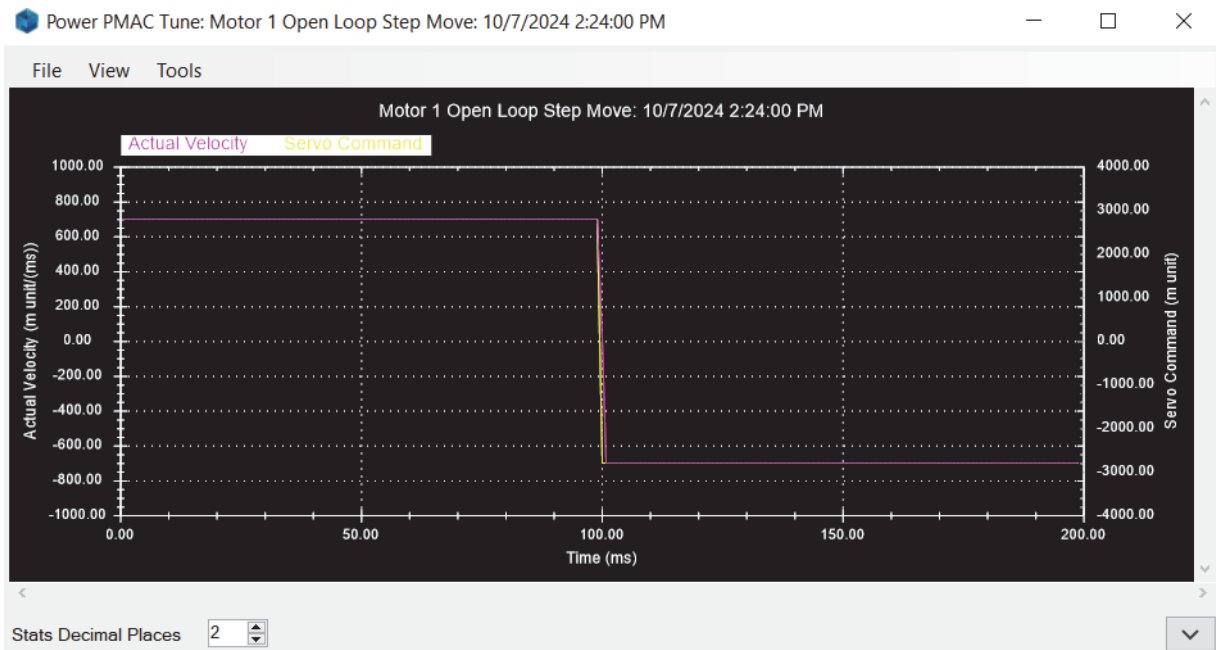 Power PMAC Tune: Motor 1 Open Loop Step Move: 10/7/2024 2:24:00 PM
File View Tools
Motor 1 Open Loop Step Move: 10/7/2024 2:24:00 PM
Actual Velocity Servo Command
Actual Velocity (m unit/(ms))
1000.00
800.00
600.00
400.00
200.00
0.00
-200.00
-400.00
-600.00
-800.00
-1000.00
4000.00
3000.00
2000.00
1000.00
0.00
-1000.00
-2000.00
-3000.00
-4000.00
Servo Command (m unit)
0.00 50.00 100.00 150.00 200.00
Time (ms)
Stats Decimal Places 2